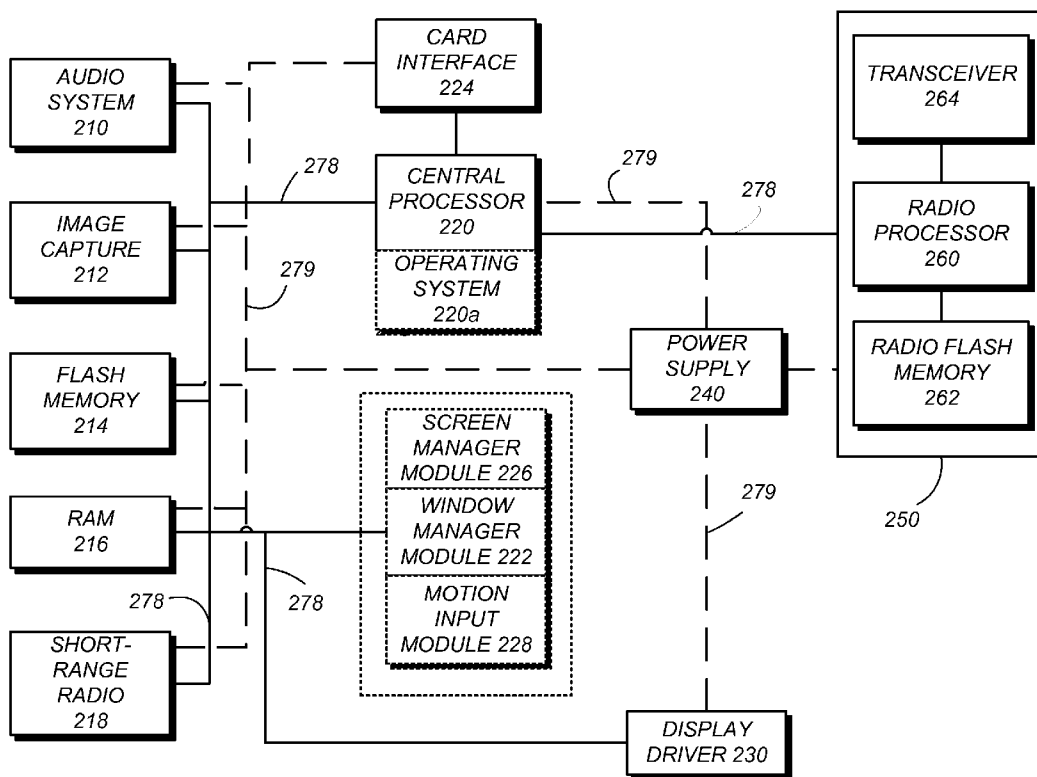 AUDIO
SYSTEM
210
IMAGE
CAPTURE
212
FLASH
MEMORY
214
RAM
216
SHORT-
RANGE
RADIO
218
278
279
278
278
CARD
INTERFACE
224
CENTRAL
PROCESSOR
220
OPERATING
SYSTEM
220a
SCREEN
MANAGER
MODULE 226
WINDOW
MANAGER
MODULE 222
MOTION
INPUT
MODULE 228
279
278
POWER
SUPPLY
240
279
DISPLAY
DRIVER 230
TRANSCEIVER
264
RADIO
PROCESSOR
260
RADIO FLASH
MEMORY
262
250